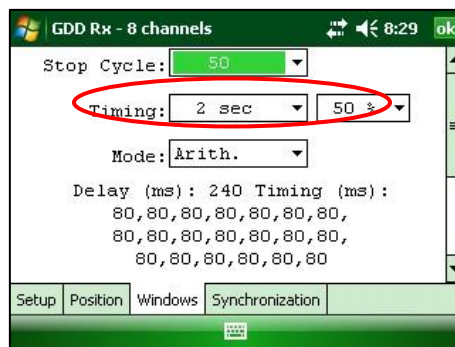 GDD Rx - 8 channels 8:29 ok
Stop Cycle: 50
Timing: 2 sec 50 %
Mode: Arith.
Delay (ms): 240 Timing (ms):
80,80,80,80,80,80,80,
80,80,80,80,80,80,80,
80,80,80,80,80,80
Setup Position Windows Synchronization